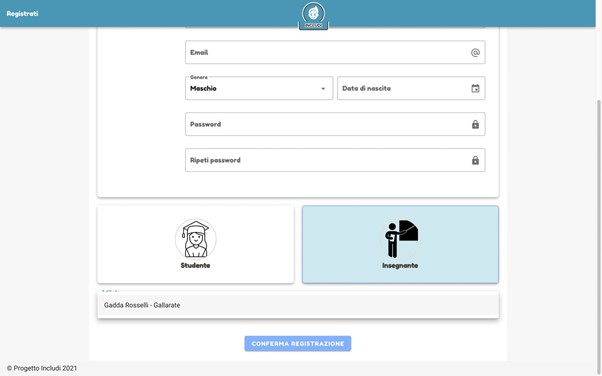 Registrati
INCLUDI
Email
Genere
Maschio
Data di nascita
Password
Ripeti password
Studente
Insegnante
Gadda Rosselli - Gallarate
CONFERMA REGISTRAZIONE
© Progetto Includi 2021